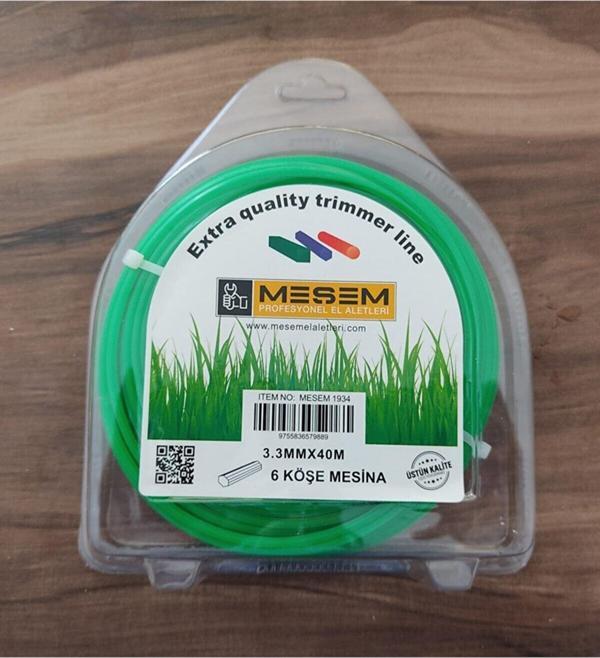 Extra quality trimmer line
MESEM
PROFESYONEL EL ALETLERİ
www.mesemelaletleri.com
ITEM NO: MESEM 1934
9755836579889
3.3MMX40M
6 KÖŞE MESİNA
ÜSTÜN KALİTE